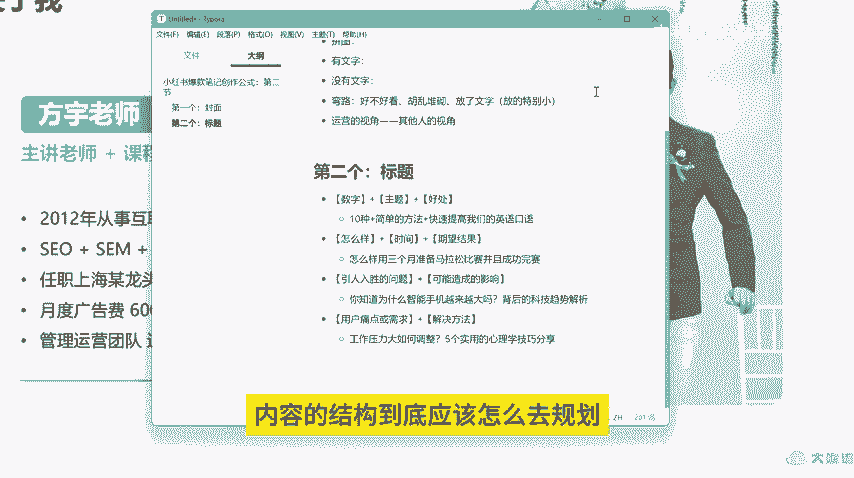 方宇老师
主讲老师 + 课程
• 2012年从事互联
• SEO + SEM +
• 任职上海某龙头
• 月度广告费 600
• 管理运营团队
Untitled• - Typora
文件(F) 编辑(E) 段落(P) 格式(O) 视图(V) 主题(T) 帮助(H)
文件 大纲
小红书爆款笔记创作公式：第二节
第一个：封面
第二个：标题
• 拼图：
• 有文字：
• 没有文字：
• 弯路：好不好看、胡乱堆砌、放了文字（放的特别小）
• 运营的视角——其他人的视角
第二个：标题
• 【数字】+【主题】+【好处】
○ 10种+简单的方法+快速提高我们的英语口语
• 【怎么样】+【时间】+【期望结果】
○ 怎么样用三个月准备马拉松比赛并且成功完赛
• 【引人入胜的问题】+【可能造成的影响】
○ 你知道为什么智能手机越来越大吗？背后的科技趋势解析
• 【用户痛点或需求】+【解决方法】
○ 工作压力大如何调整？5个实用的心理学技巧分享
内容的结构到底应该怎么去规划